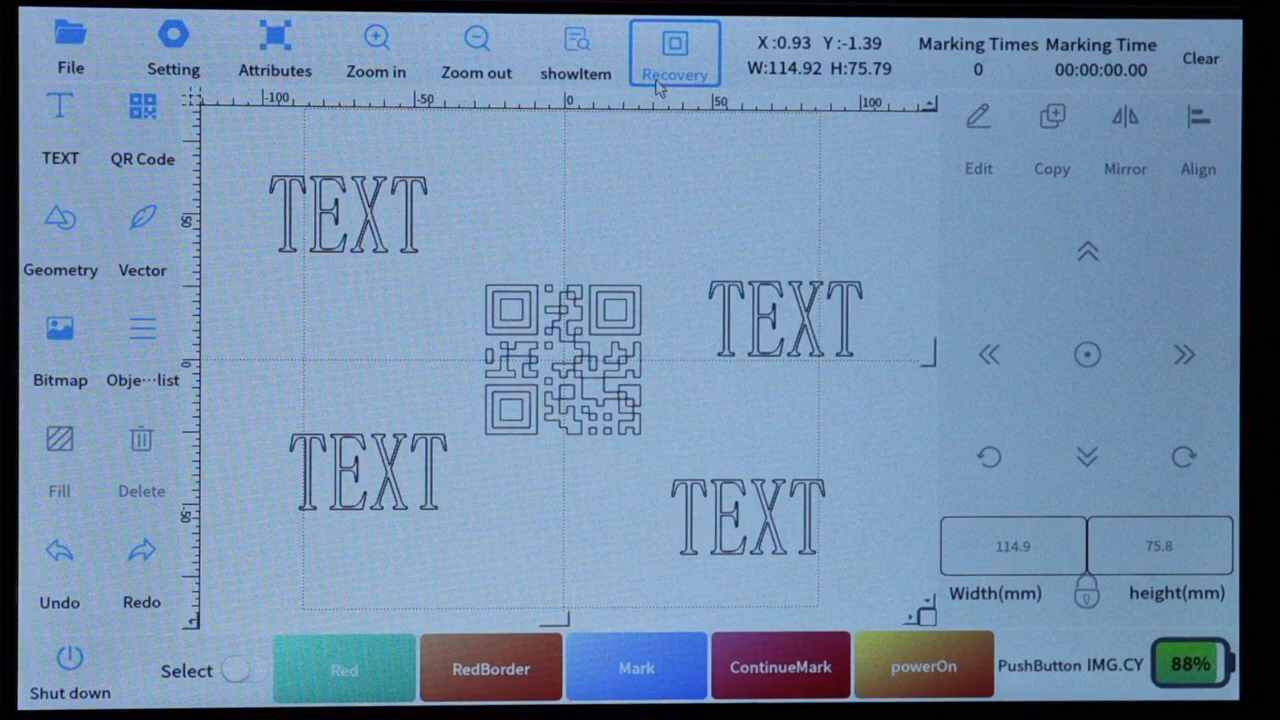 File
Setting
Attributes
Zoom in
Zoom out
showItem
Recovery
X :0.93 Y :-1.39
W:114.92 H:75.79
Marking Times
0
Marking Time
00:00:00.00
Clear
TEXT
QR Code
Geometry
Vector
Bitmap
Obje···list
Fill
Delete
Undo
Redo
Shut down
-100
-50
0
50
100
50
0
-50
TEXT
TEXT
TEXT
TEXT
Edit
Copy
Mirror
Align
114.9
75.8
Width(mm)
height(mm)
Select
Red
RedBorder
Mark
ContinueMark
powerOn
PushButton IMG.CY
88%